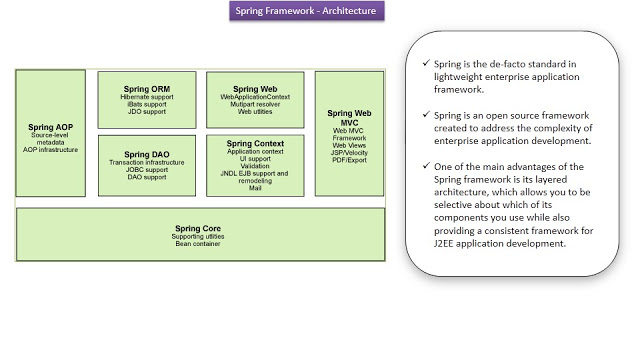 Spring Framework - Architecture
Spring AOP
Source-level
metadata
AOP infrastructure
Spring ORM
Hibernate support
iBats support
JDO support
Spring Web
WebApplicationContext
Mutipart resolver
Web utilities
Spring DAO
Transaction infrastructure
JOBC support
DAO support
Spring Context
Application context
UI support
Validation
JNDL EJB support and
remodeling
Mail
Spring Web
MVC
Web MVC
Framework
Web Views
JSP/Velocity
PDF/Export
Spring Core
Supporting utlities
Bean container
✓ Spring is the de-facto standard in
lightweight enterprise application
framework.
✓ Spring is an open source framework
created to address the complexity of
enterprise application development.
✓ One of the main advantages of the
Spring framework is its layered
architecture, which allows you to be
selective about which of its
components you use while also
providing a consistent framework for
J2EE application development.